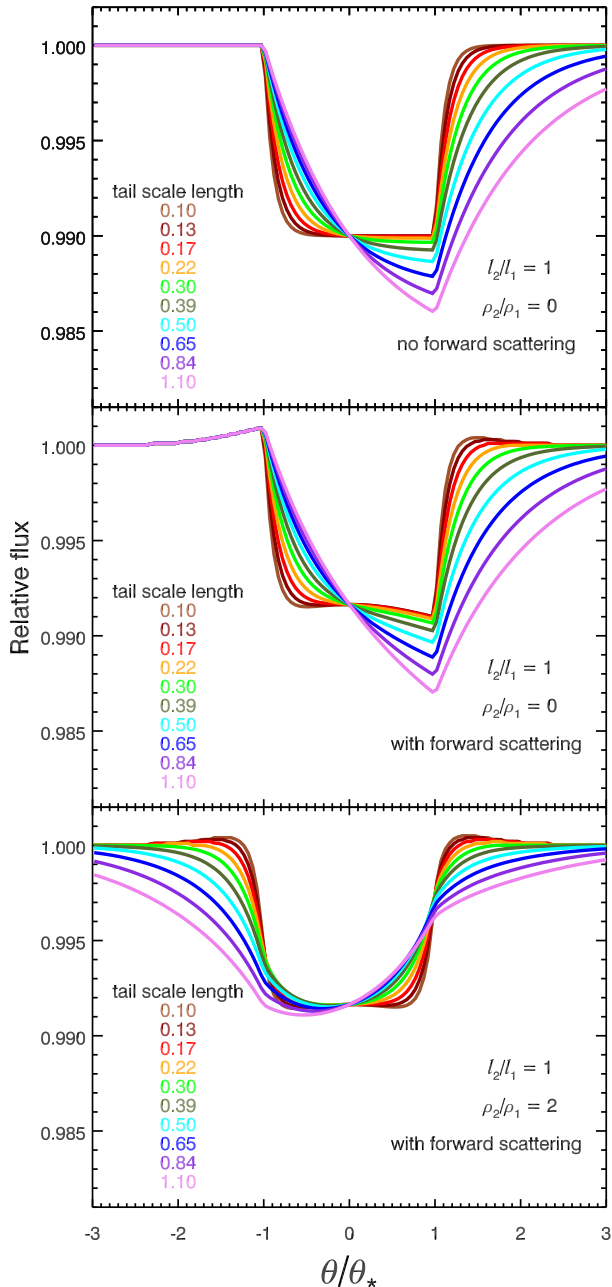 1.000
0.995
0.990
0.985
tail scale length
0.10
0.13
0.17
0.22
0.30
0.39
0.50
0.65
0.84
1.10
l₂/l₁ = 1
ρ₂/ρ₁ = 0
no forward scattering
1.000
0.995
0.990
0.985
Relative flux
tail scale length
0.10
0.13
0.17
0.22
0.30
0.39
0.50
0.65
0.84
1.10
l₂/l₁ = 1
ρ₂/ρ₁ = 0
with forward scattering
1.000
0.995
0.990
0.985
tail scale length
0.10
0.13
0.17
0.22
0.30
0.39
0.50
0.65
0.84
1.10
l₂/l₁ = 1
ρ₂/ρ₁ = 2
with forward scattering
-3 -2 -1 0 1 2 3
θ/θ*